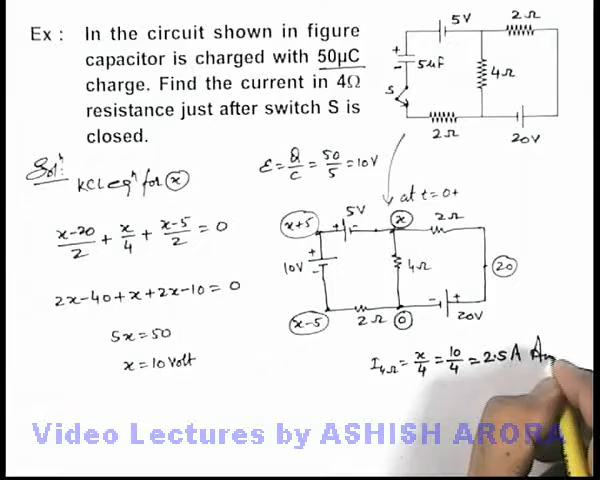 Ex : In the circuit shown in figure
capacitor is charged with 50μC
charge. Find the current in 4Ω
resistance just after switch S is
closed.
5V
2Ω
+
-
5μF
4Ω
S
2Ω
20V
Solⁿ
KCL eqⁿ for (x)
ε = Q/C = 50/5 = 10V
at t=0+
(x-20)/2 + x/4 + (x-5)/2 = 0
2x-40+x+2x-10=0
5x=50
x=10 Volt
x+5
5V
+ -
x
2Ω
10V
+
-
4Ω
20
x-5
2Ω
0
- +
20V
I4Ω = x/4 = 10/4 = 2.5A An
Video Lectures by ASHISH ARORA